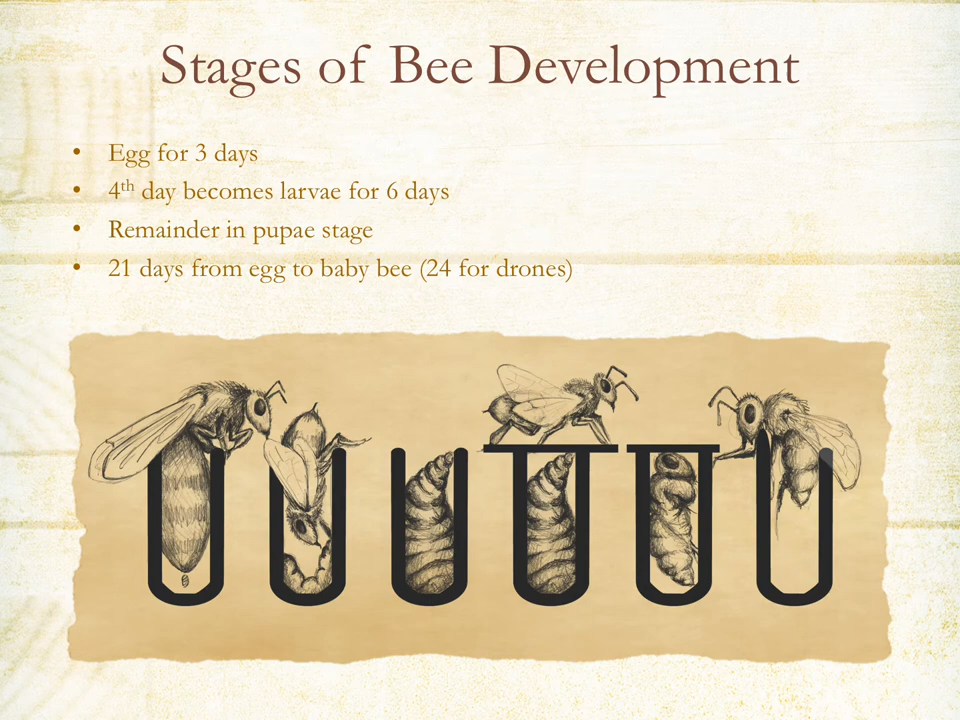 Stages of Bee Development
• Egg for 3 days
• 4th day becomes larvae for 6 days
• Remainder in pupae stage
• 21 days from egg to baby bee (24 for drones)